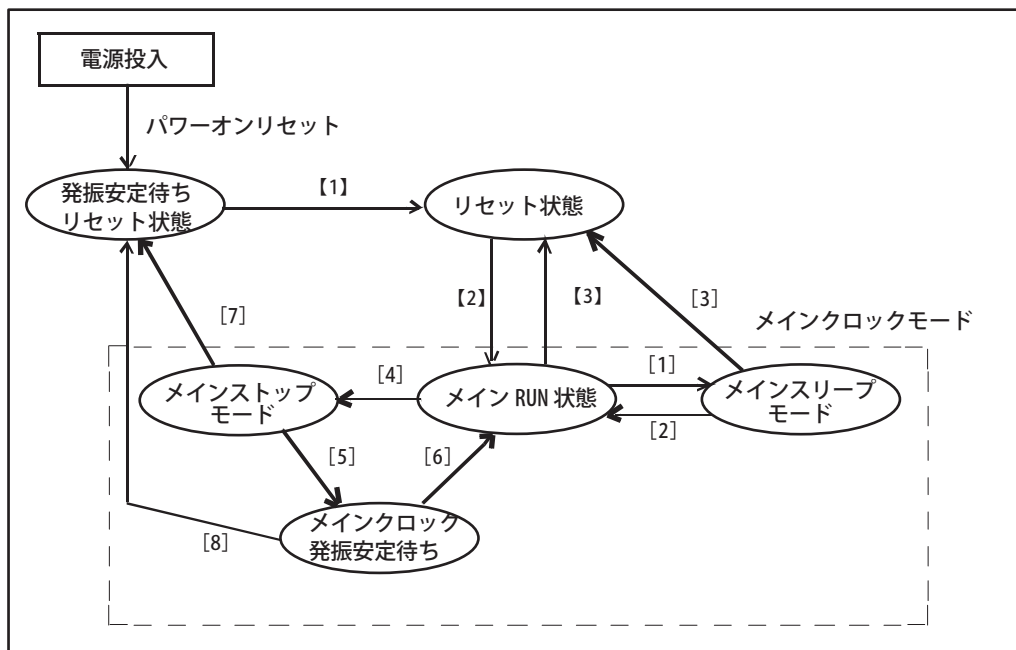 電源投入
パワーオンリセット
発振安定待ち
リセット状態
【1】
リセット状態
【2】
【3】
［3］
メインクロックモード
［7］
メインストップ
モード
［4］
メイン RUN 状態
［1］
［2］
メインスリープ
モード
［5］
［6］
メインクロック
発振安定待ち
［8］